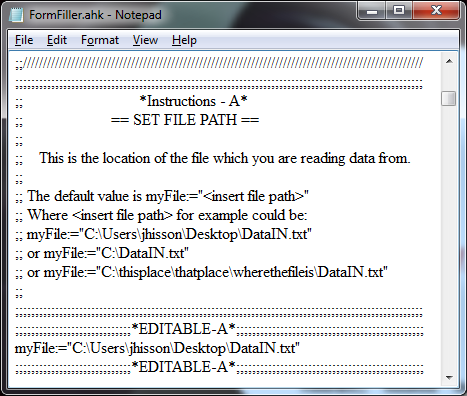 FormFiller.ahk - Notepad
File Edit Format View Help
;;///////////////////////////////////////////////////////////////////////////////////////////////////
;;;;;;;;;;;;;;;;;;;;;;;;;;;;;;;;;;;;;;;;;;;;;;;;;;;;;;;;;;;;;;;;;;;;;;;;;;;;;;;;;;;;;;;;;;;;;;;;;;;;;;
;; *Instructions - A*
;; == SET FILE PATH ==
;;
;; This is the location of the file which you are reading data from.
;;
;; The default value is myFile:="<insert file path>"
;; Where <insert file path> for example could be:
;; myFile:="C:\Users\jhisson\Desktop\DataIN.txt"
;; or myFile:="C:\DataIN.txt"
;; or myFile:="C:\thisplace\thatplace\wherethefileis\DataIN.txt"
;;
;;;;;;;;;;;;;;;;;;;;;;;;;;;;;;;;;;;;;;;;;;;;;;;;;;;;;;;;;;;;;;;;;;;;;;;;;;;;;;;;;;;;;;;;;;;;;;;;;;;;;;
;;;;;;;;;;;;;;;;;;;;;;;;;;;;;*EDITABLE-A*;;;;;;;;;;;;;;;;;;;;;;;;;;;;;;;;;;;;;;;;;;;;;;;
myFile:="C:\Users\jhisson\Desktop\DataIN.txt"
;;;;;;;;;;;;;;;;;;;;;;;;;;;;;*EDITABLE-A*;;;;;;;;;;;;;;;;;;;;;;;;;;;;;;;;;;;;;;;;;;;;;;;